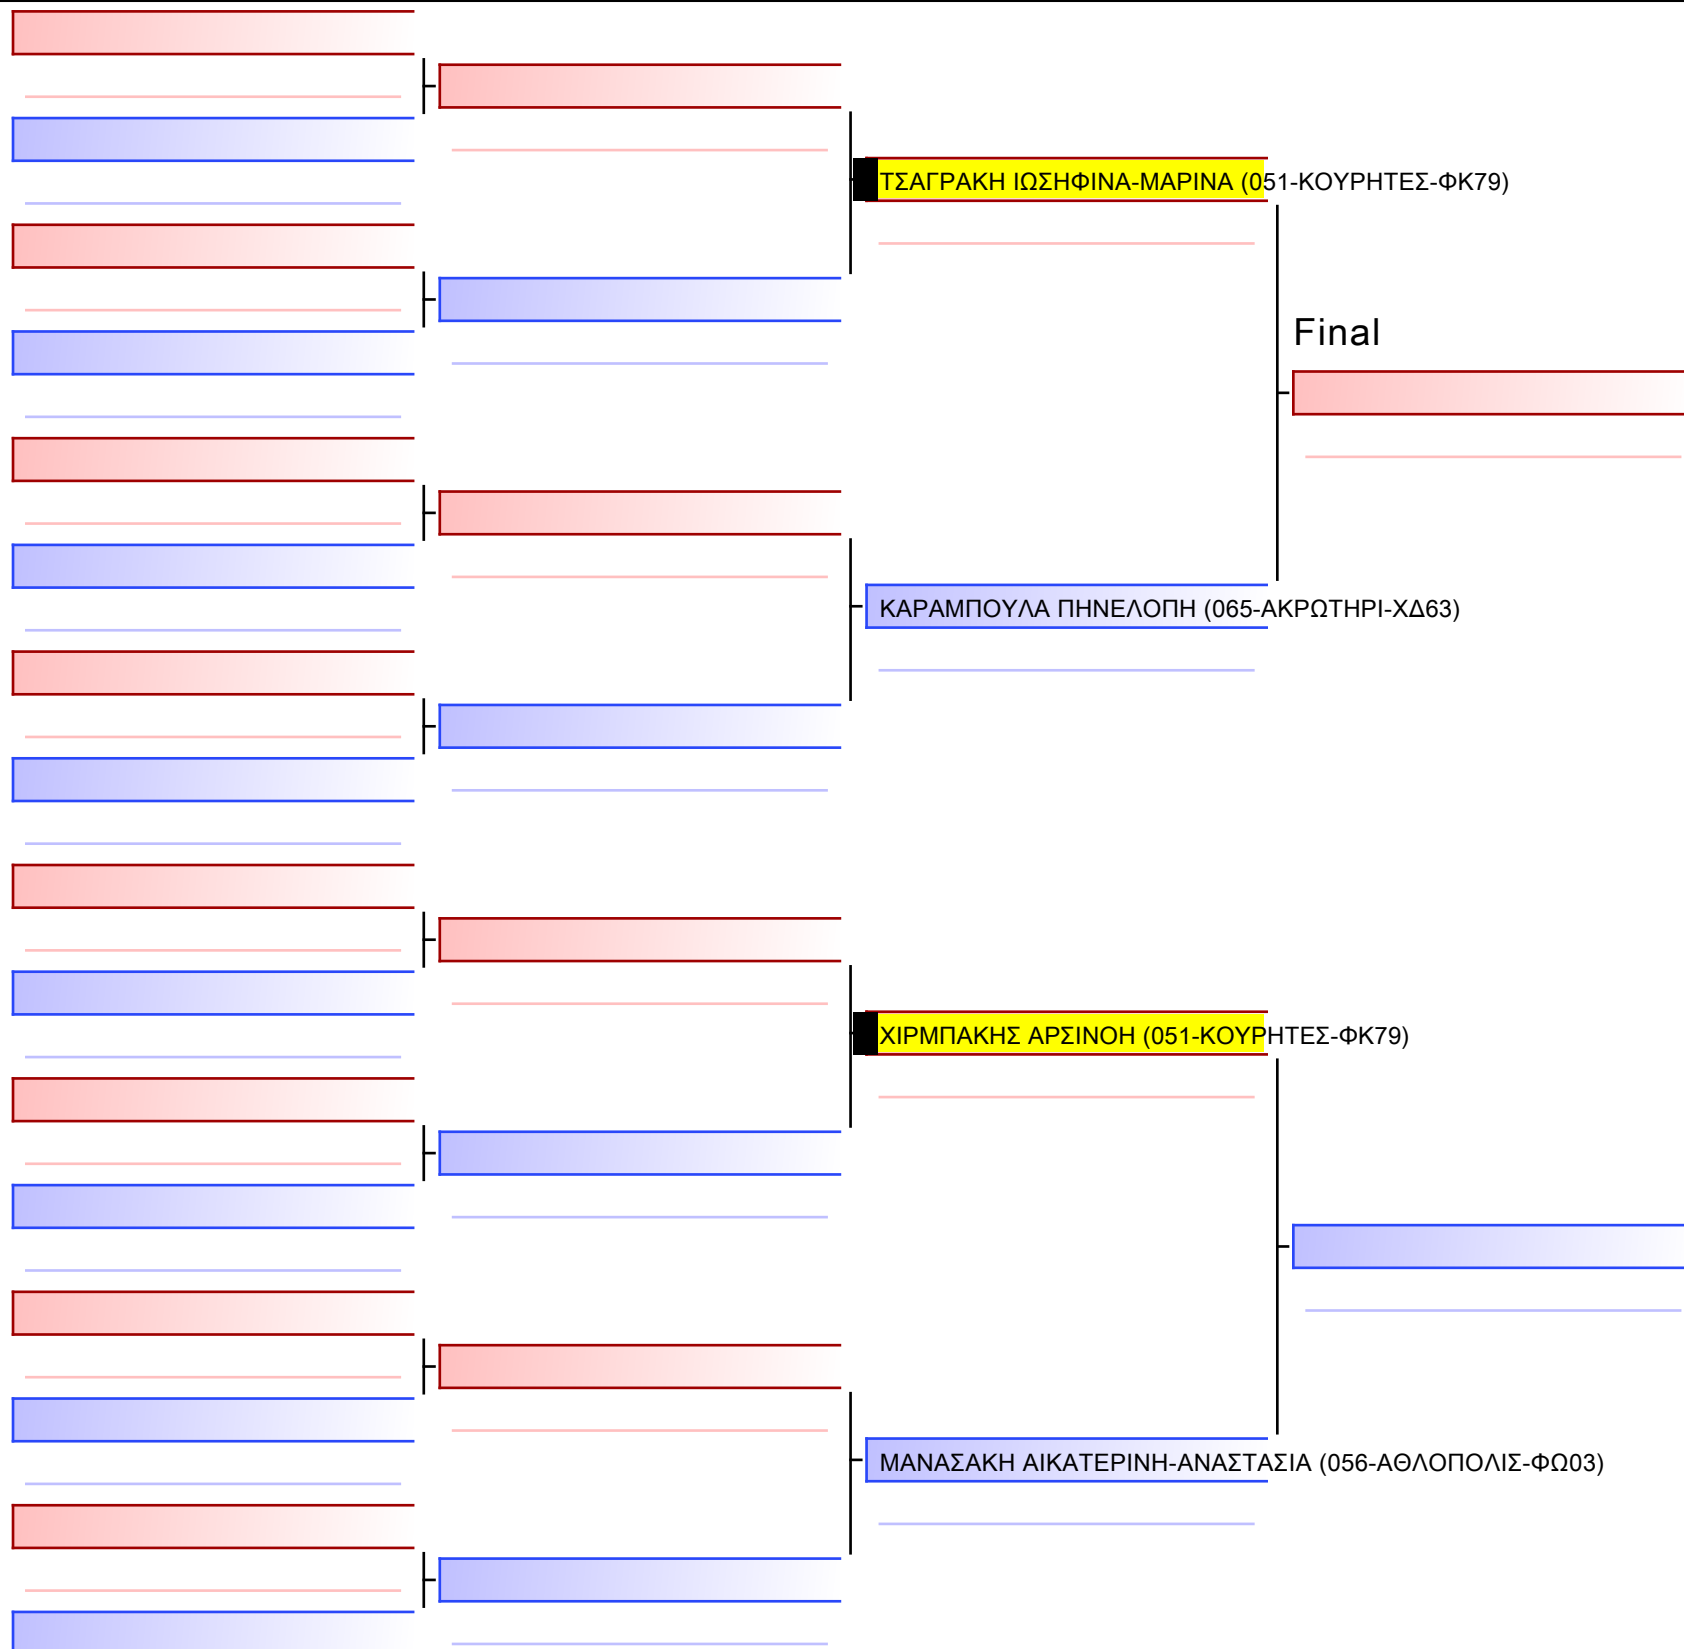 ΤΣΑΓΡΑΚΗ ΙΩΣΗΦΙΝΑ-ΜΑΡΙΝΑ (051-ΚΟΥΡΗΤΕΣ-ΦΚ79)
Final
ΚΑΡΑΜΠΟΥΛΑ ΠΗΝΕΛΟΠΗ (065-ΑΚΡΩΤΗΡΙ-ΧΔ63)
ΧΙΡΜΠΑΚΗΣ ΑΡΣΙΝΟΗ (051-ΚΟΥΡΗΤΕΣ-ΦΚ79)
ΜΑΝΑΣΑΚΗ ΑΙΚΑΤΕΡΙΝΗ-ΑΝΑΣΤΑΣΙΑ (056-ΑΘΛΟΠΟΛΙΣ-ΦΩ03)